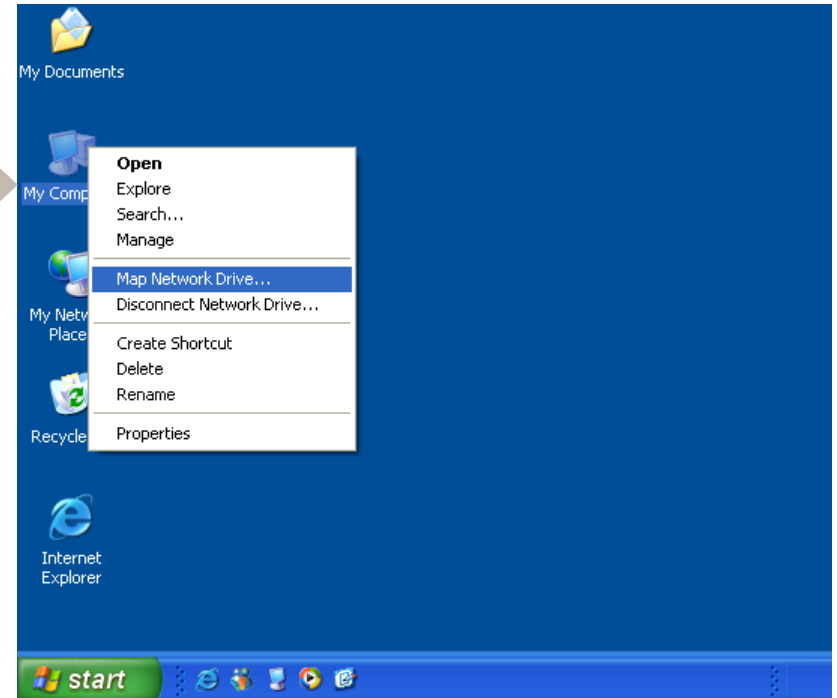 My Documents
My Comp
Open
Explore
Search...
Manage
Map Network Drive...
Disconnect Network Drive...
Create Shortcut
Delete
Rename
Properties
My Netw
Place
Recycle
Internet
Explorer
start